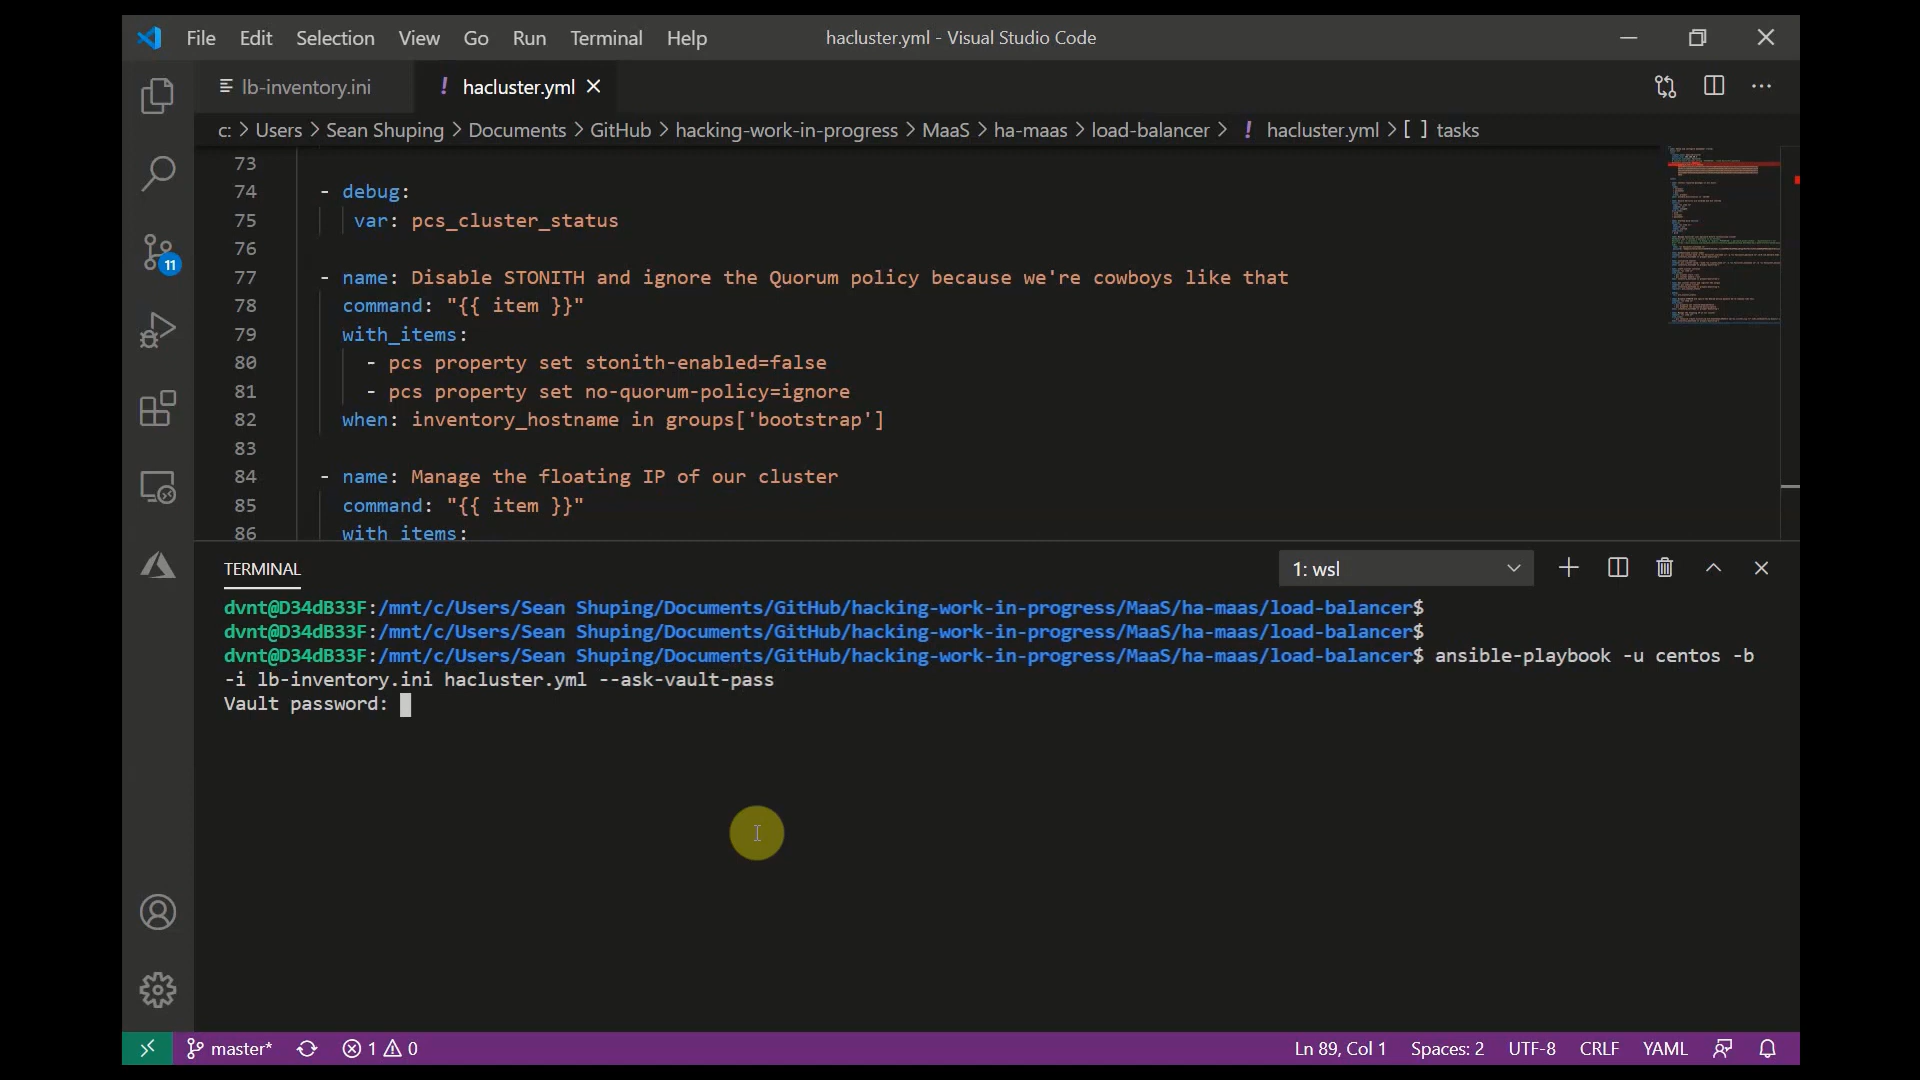 File Edit Selection View Go Run Terminal Help hacluster.yml - Visual Studio Code
lb-inventory.ini ! hacluster.yml
c: > Users > Sean Shuping > Documents > GitHub > hacking-work-in-progress > MaaS > ha-maas > load-balancer > ! hacluster.yml > [ ] tasks
73
74 - debug:
75 var: pcs_cluster_status
76
77 - name: Disable STONITH and ignore the Quorum policy because we're cowboys like that
78 command: "{{ item }}"
79 with_items:
80 - pcs property set stonith-enabled=false
81 - pcs property set no-quorum-policy=ignore
82 when: inventory_hostname in groups['bootstrap']
83
84 - name: Manage the floating IP of our cluster
85 command: "{{ item }}"
86 with_items:
11
TERMINAL
1: wsl
dvnt@D34dB33F:/mnt/c/Users/Sean Shuping/Documents/GitHub/hacking-work-in-progress/MaaS/ha-maas/load-balancer$
dvnt@D34dB33F:/mnt/c/Users/Sean Shuping/Documents/GitHub/hacking-work-in-progress/MaaS/ha-maas/load-balancer$
dvnt@D34dB33F:/mnt/c/Users/Sean Shuping/Documents/GitHub/hacking-work-in-progress/MaaS/ha-maas/load-balancer$ ansible-playbook -u centos -b
-i lb-inventory.ini hacluster.yml --ask-vault-pass
Vault password:
master* 1 0 Ln 89, Col 1 Spaces: 2 UTF-8 CRLF YAML